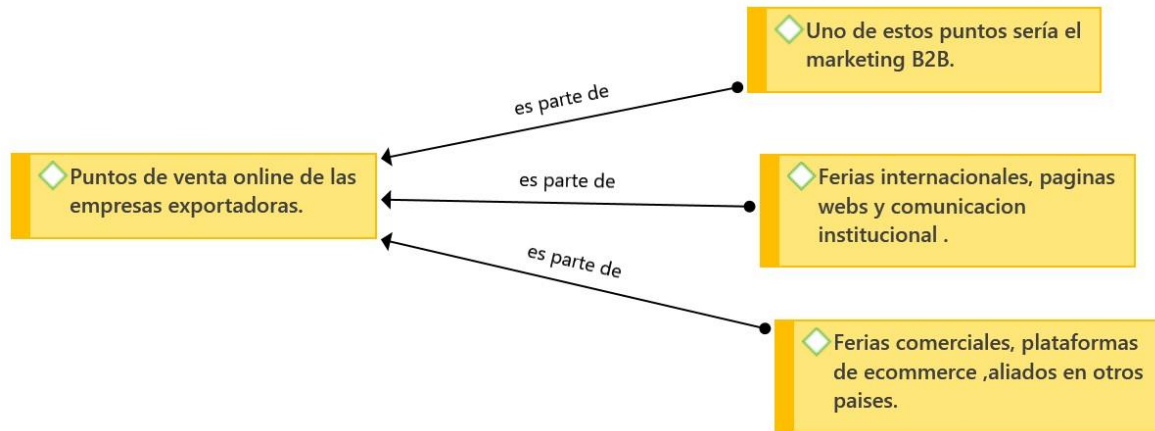 Uno de estos puntos sería el
marketing B2B.
es parte de
Puntos de venta online de las
empresas exportadoras.
es parte de
Ferias internacionales, paginas
webs y comunicacion
institucional .
es parte de
Ferias comerciales, plataformas
de ecommerce ,aliados en otros
paises.